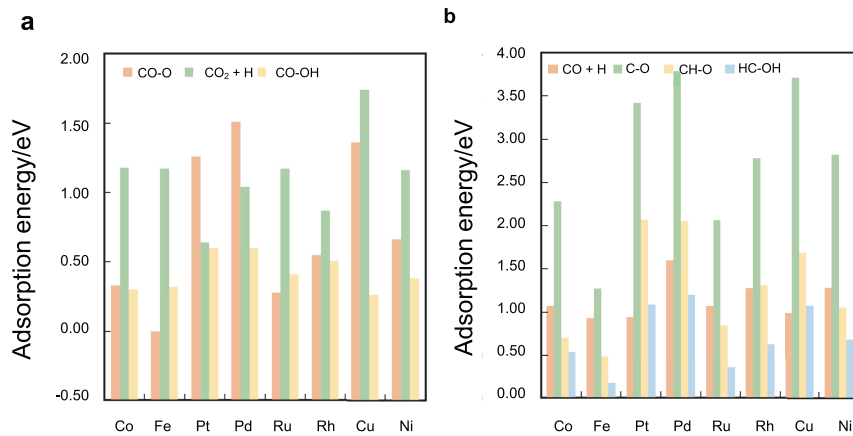 a
CO-O CO₂ + H CO-OH
Adsorption energy/eV
2.00
1.50
1.00
0.50
0.00
-0.50
Co Fe Pt Pd Ru Rh Cu Ni
b
CO + H C-O CH-O HC-OH
Adsorption energy/eV
4.00
3.50
3.00
2.50
2.00
1.50
1.00
0.50
0.00
Co Fe Pt Pd Ru Rh Cu Ni